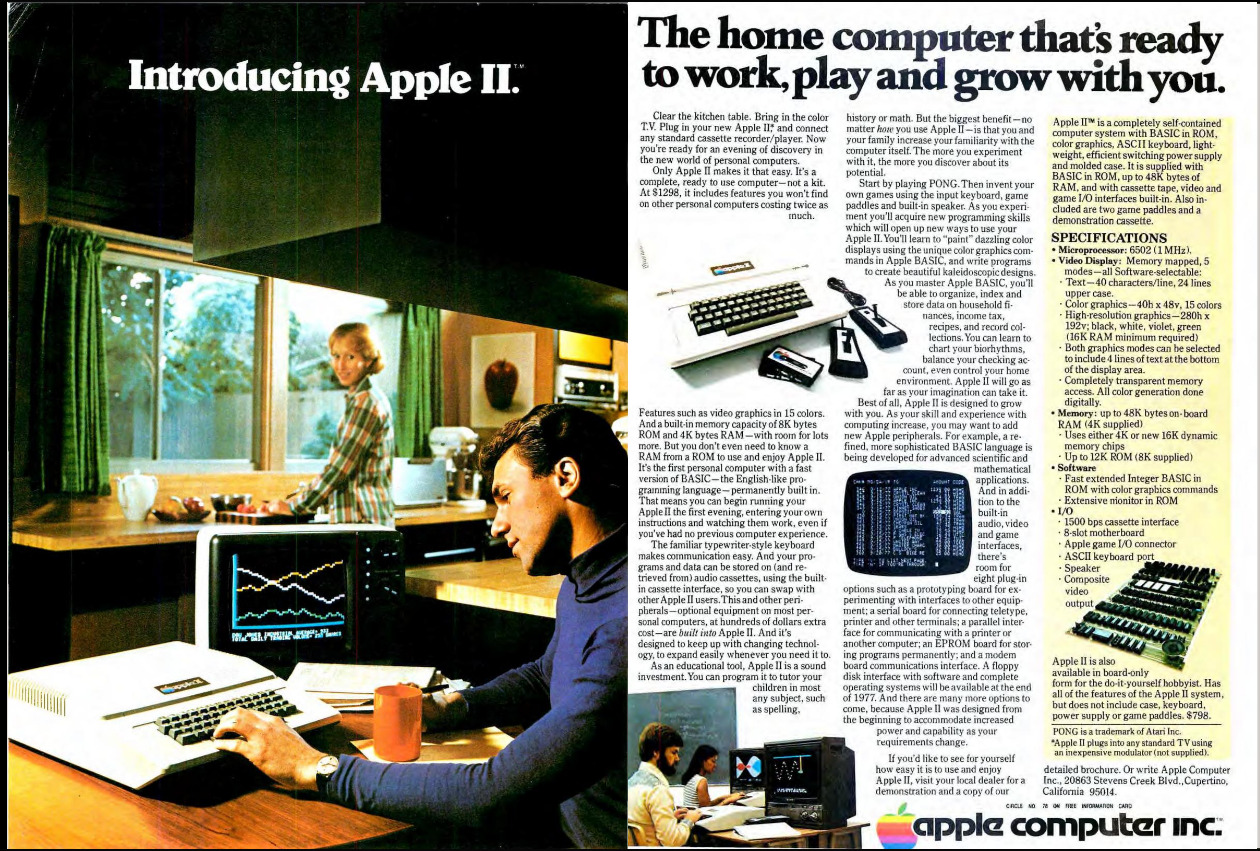 Introducing Apple II.™
The home computer that's ready
to work, play and grow with you.
Clear the kitchen table. Bring in the color
T.V. Plug in your new Apple II,* and connect
any standard cassette recorder/player. Now
you're ready for an evening of discovery in
the new world of personal computers.
Only Apple II makes it that easy. It's a
complete, ready to use computer—not a kit.
At $1298, it includes features you won't find
on other personal computers costing twice as
much.
Features such as video graphics in 15 colors.
And a built-in memory capacity of 8K bytes
ROM and 4K bytes RAM—with room for lots
more. But you don't even need to know a
RAM from a ROM to use and enjoy Apple II.
It's the first personal computer with a fast
version of BASIC—the English-like pro-
gramming language—permanently built in.
That means you can begin running your
Apple II the first evening, entering your own
instructions and watching them work, even if
you've had no previous computer experience.
The familiar typewriter-style keyboard
makes communication easy. And your pro-
grams and data can be stored on (and re-
trieved from) audio cassettes, using the built-
in cassette interface, so you can swap with
other Apple II users. This and other peri-
pherals—optional equipment on most per-
sonal computers, at hundreds of dollars extra
cost—are built into Apple II. And it's
designed to keep up with changing technol-
ogy, to expand easily whenever you need it to.
As an educational tool, Apple II is a sound
investment. You can program it to tutor your
children in most
any subject, such
as spelling,
history or math. But the biggest benefit—no
matter how you use Apple II—is that you and
your family increase your familiarity with the
computer itself. The more you experiment
with it, the more you discover about its
potential.
Start by playing PONG. Then invent your
own games using the input keyboard, game
paddles and built-in speaker. As you experi-
ment you'll acquire new programming skills
which will open up new ways to use your
Apple II. You'll learn to "paint" dazzling color
displays using the unique color graphics com-
mands in Apple BASIC, and write programs
to create beautiful kaleidoscopic designs.
As you master Apple BASIC, you'll
be able to organize, index and
store data on household fi-
nances, income tax,
recipes, and record col-
lections. You can learn to
chart your biorhythms,
balance your checking ac-
count, even control your home
environment. Apple II will go as
far as your imagination can take it.
Best of all, Apple II is designed to grow
with you. As your skill and experience with
computing increase, you may want to add
new Apple peripherals. For example, a re-
fined, more sophisticated BASIC language is
being developed for advanced scientific and
mathematical
applications.
And in addi-
tion to the
built-in
audio, video
and game
interfaces,
there's
room for
eight plug-in
options such as a prototyping board for ex-
perimenting with interfaces to other equip-
ment; a serial board for connecting teletype,
printer and other terminals; a parallel inter-
face for communicating with a printer or
another computer; an EPROM board for stor-
ing programs permanently; and a modem
board communications interface. A floppy
disk interface with software and complete
operating systems will be available at the end
of 1977. And there are many more options to
come, because Apple II was designed from
the beginning to accommodate increased
power and capability as your
requirements change.
If you'd like to see for yourself
how easy it is to use and enjoy
Apple II, visit your local dealer for a
demonstration and a copy of our
Apple II™ is a completely self-contained
computer system with BASIC in ROM,
color graphics, ASCII keyboard, light-
weight, efficient switching power supply
and molded case. It is supplied with
BASIC in ROM, up to 48K bytes of
RAM, and with cassette tape, video and
game I/O interfaces built-in. Also in-
cluded are two game paddles and a
demonstration cassette.
SPECIFICATIONS
• Microprocessor: 6502 (1 MHz).
• Video Display: Memory mapped, 5
modes—all Software-selectable:
· Text—40 characters/line, 24 lines
upper case.
· Color graphics—40h x 48v, 15 colors
· High-resolution graphics—280h x
192v; black, white, violet, green
(16K RAM minimum required)
· Both graphics modes can be selected
to include 4 lines of text at the bottom
of the display area.
· Completely transparent memory
access. All color generation done
digitally.
• Memory: up to 48K bytes on-board
RAM (4K supplied)
· Uses either 4K or new 16K dynamic
memory chips
· Up to 12K ROM (8K supplied)
• Software
· Fast extended Integer BASIC in
ROM with color graphics commands
· Extensive monitor in ROM
• I/O
· 1500 bps cassette interface
· 8-slot motherboard
· Apple game I/O connector
· ASCII keyboard port
· Speaker
· Composite
video
output
Apple II is also
available in board-only
form for the do-it-yourself hobbyist. Has
all of the features of the Apple II system,
but does not include case, keyboard,
power supply or game paddles. $798.
PONG is a trademark of Atari Inc.
*Apple II plugs into any standard TV using
an inexpensive modulator (not supplied).
detailed brochure. Or write Apple Computer
Inc., 20863 Stevens Creek Blvd., Cupertino,
California 95014.
CIRCLE NO. 78 ON FREE INFORMATION CARD
apple computer inc.™
DOW JONES INDUSTRIAL AVERAGE=
TOTAL DAILY TRADING VOLUME=
apple II